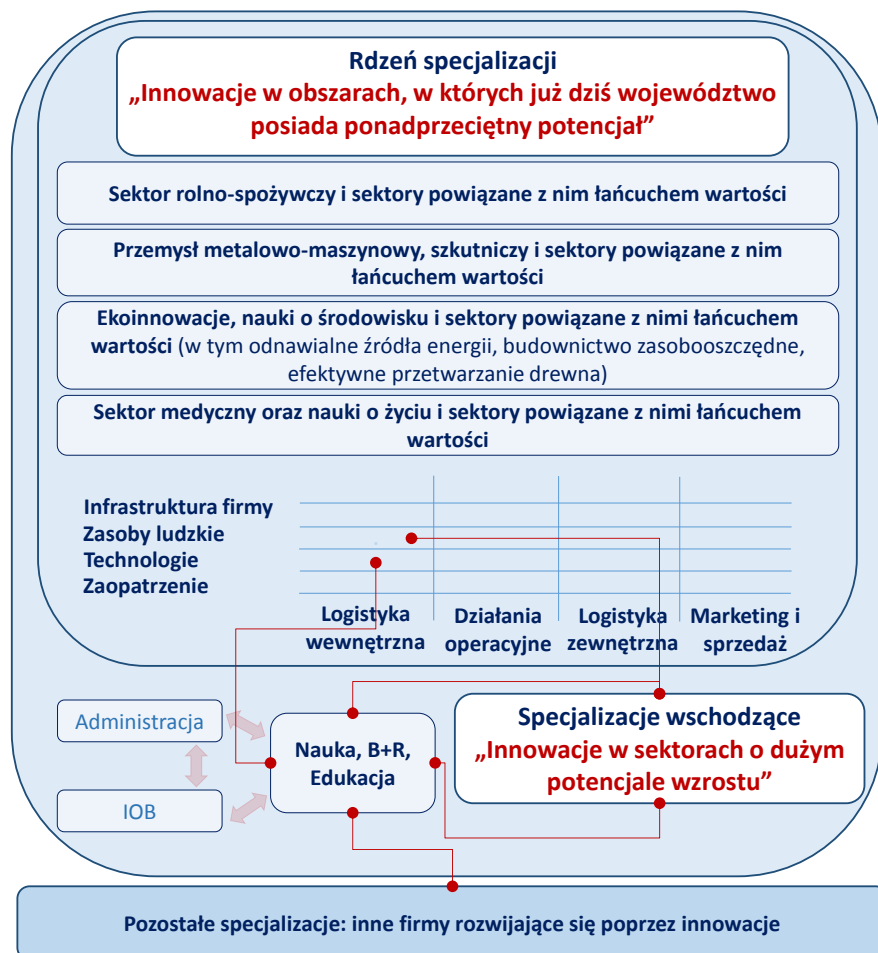 Rdzeń specjalizacji
„Innowacje w obszarach, w których już dziś województwo
posiada ponadprzeciętny potencjał”
Sektor rolno-spożywczy i sektory powiązane z nim łańcuchem wartości
Przemysł metalowo-maszynowy, szkutniczy i sektory powiązane z nim
łańcuchem wartości
Ekoinnowacje, nauki o środowisku i sektory powiązane z nimi łańcuchem
wartości (w tym odnawialne źródła energii, budownictwo zasobooszczędne,
efektywne przetwarzanie drewna)
Sektor medyczny oraz nauki o życiu i sektory powiązane z nimi łańcuchem
wartości
Infrastruktura firmy
Zasoby ludzkie
Technologie
Zaopatrzenie
Logistyka
wewnętrzna
Działania
operacyjne
Logistyka
zewnętrzna
Marketing i
sprzedaż
Administracja
IOB
Nauka, B+R,
Edukacja
Specjalizacje wschodzące
„Innowacje w sektorach o dużym
potencjale wzrostu”
Pozostałe specjalizacje: inne firmy rozwijające się poprzez innowacje